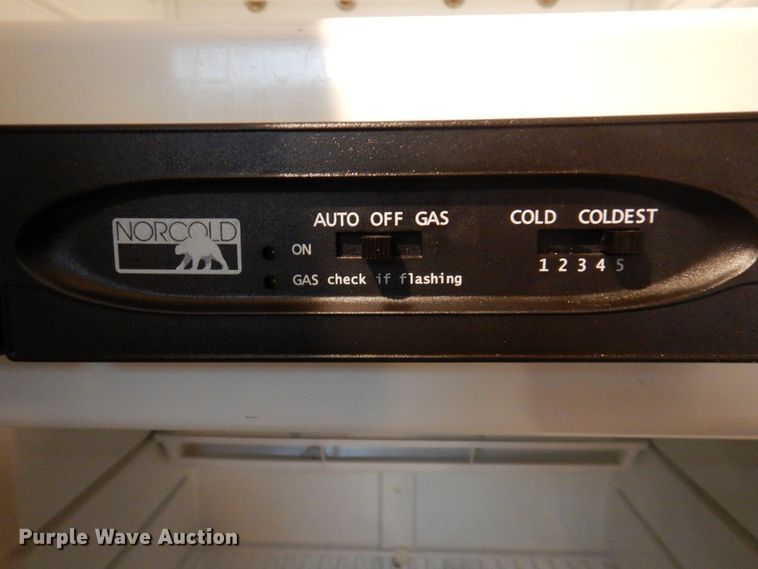 NORCOLD
AUTO OFF GAS
COLD COLDEST
ON
1 2 3 4 5
GAS check if flashing
Purple Wave Auction